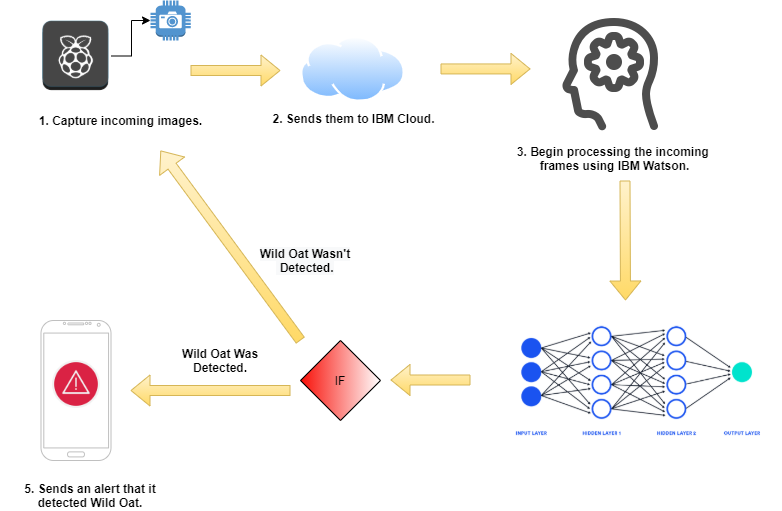 1. Capture incoming images.
2. Sends them to IBM Cloud.
3. Begin processing the incoming
frames using IBM Watson.
Wild Oat Wasn't
Detected.
Wild Oat Was
Detected.
IF
INPUT LAYER
HIDDEN LAYER 1
HIDDEN LAYER 2
OUTPUT LAYER
5. Sends an alert that it
detected Wild Oat.